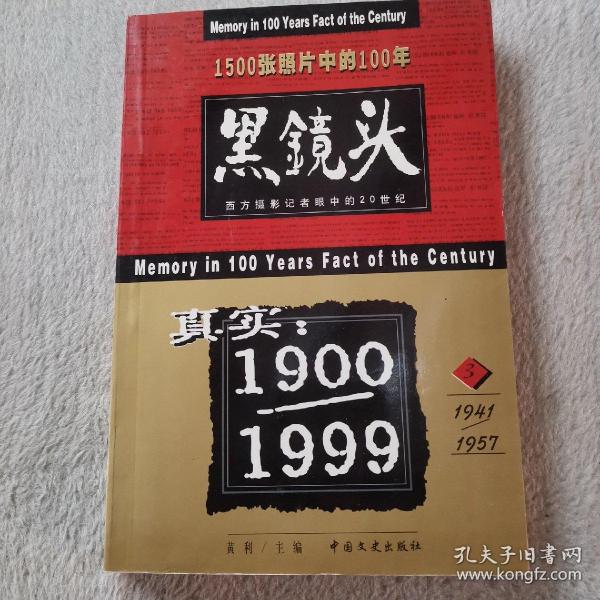 Memory in 100 Years Fact of the Century
1500张照片中的100年
黑鏡头
西方摄影记者眼中的20世纪
Memory in 100 Years Fact of the Century
真实:
1900
1999
3
1941
1957
黄利/主编 中国文史出版社
孔夫子旧书网
www.kongfz.com